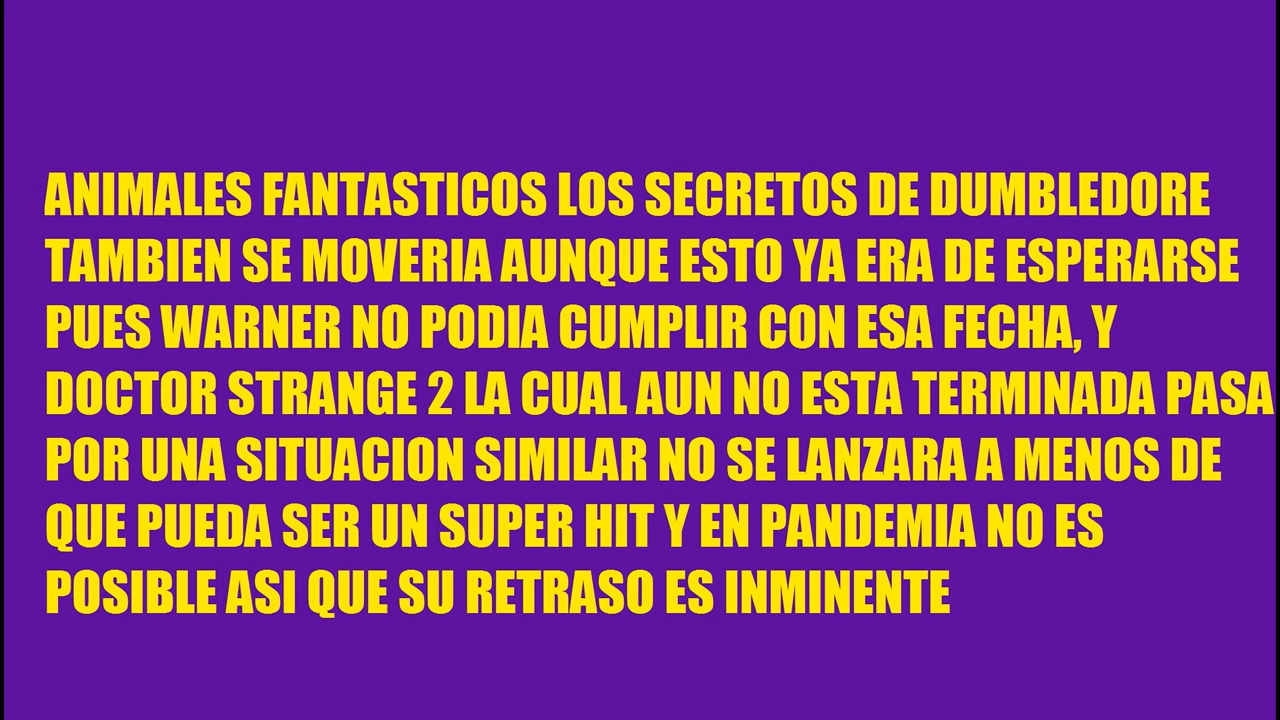 ANIMALES FANTASTICOS LOS SECRETOS DE DUMBLEDORE
TAMBIEN SE MOVERIA AUNQUE ESTO YA ERA DE ESPERARSE
PUES WARNER NO PODIA CUMPLIR CON ESA FECHA, Y
DOCTOR STRANGE 2 LA CUAL AUN NO ESTA TERMINADA PASA
POR UNA SITUACION SIMILAR NO SE LANZARA A MENOS DE
QUE PUEDA SER UN SUPER HIT Y EN PANDEMIA NO ES
POSIBLE ASI QUE SU RETRASO ES INMINENTE